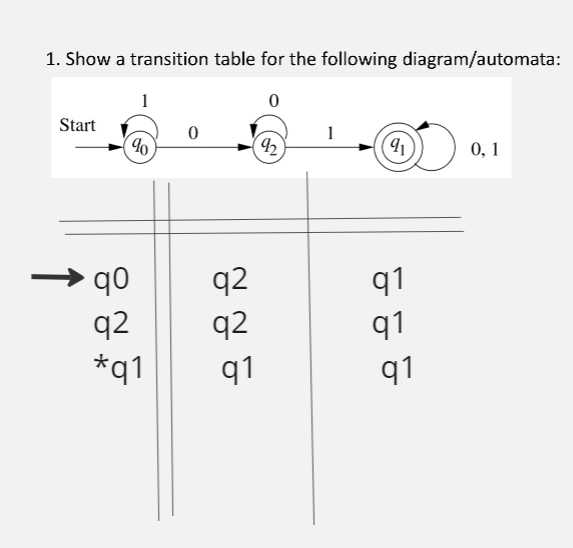 1. Show a transition table for the following diagram/automata:
1 0
Start 0 1
q0 q2 q1 0, 1
q0 q2 q1
q2 q2 q1
*q1 q1 q1